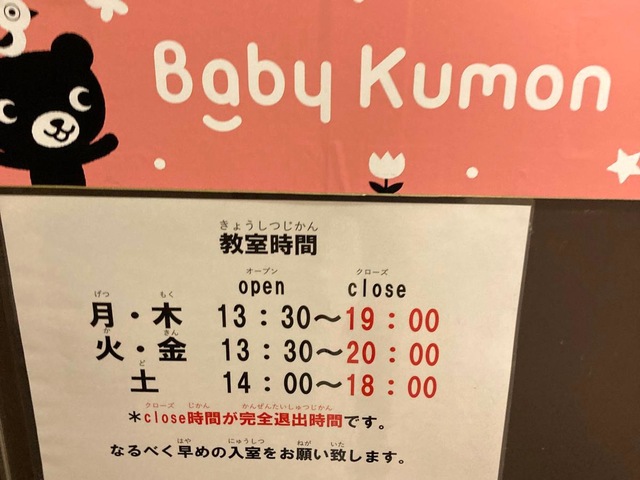 Baby Kumon
きょうしつじかん
教室時間
オープン クローズ
open close
げつ もく
月・木 13：30～19：00
か きん
火・金 13：30～20：00
ど
土 14：00～18：00
クローズ じかん かんぜんたいしゅつじかん
＊close時間が完全退出時間です。
はや にゅうしつ ねが いた
なるべく早めの入室をお願い致します。